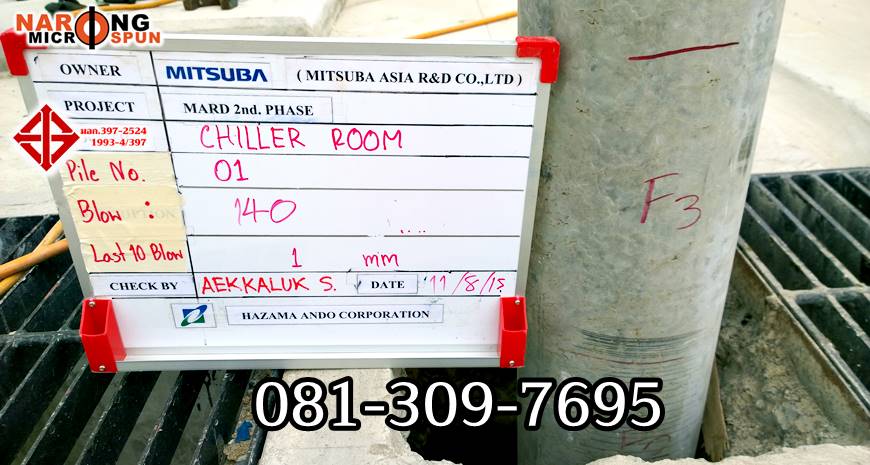 NARONG
MICRO SPUN
OWNER MITSUBA ( MITSUBA ASIA R&D CO.,LTD )
PROJECT MARD 2nd. PHASE
มอก.397-2524
1993-4/397
CHILLER ROOM
Pile No. 01
Blow : 140
Last 10 Blow 1 mm
CHECK BY AEKKALUK S. DATE 11/8/
HAZAMA ANDO CORPORATION
F3
081-309-7695